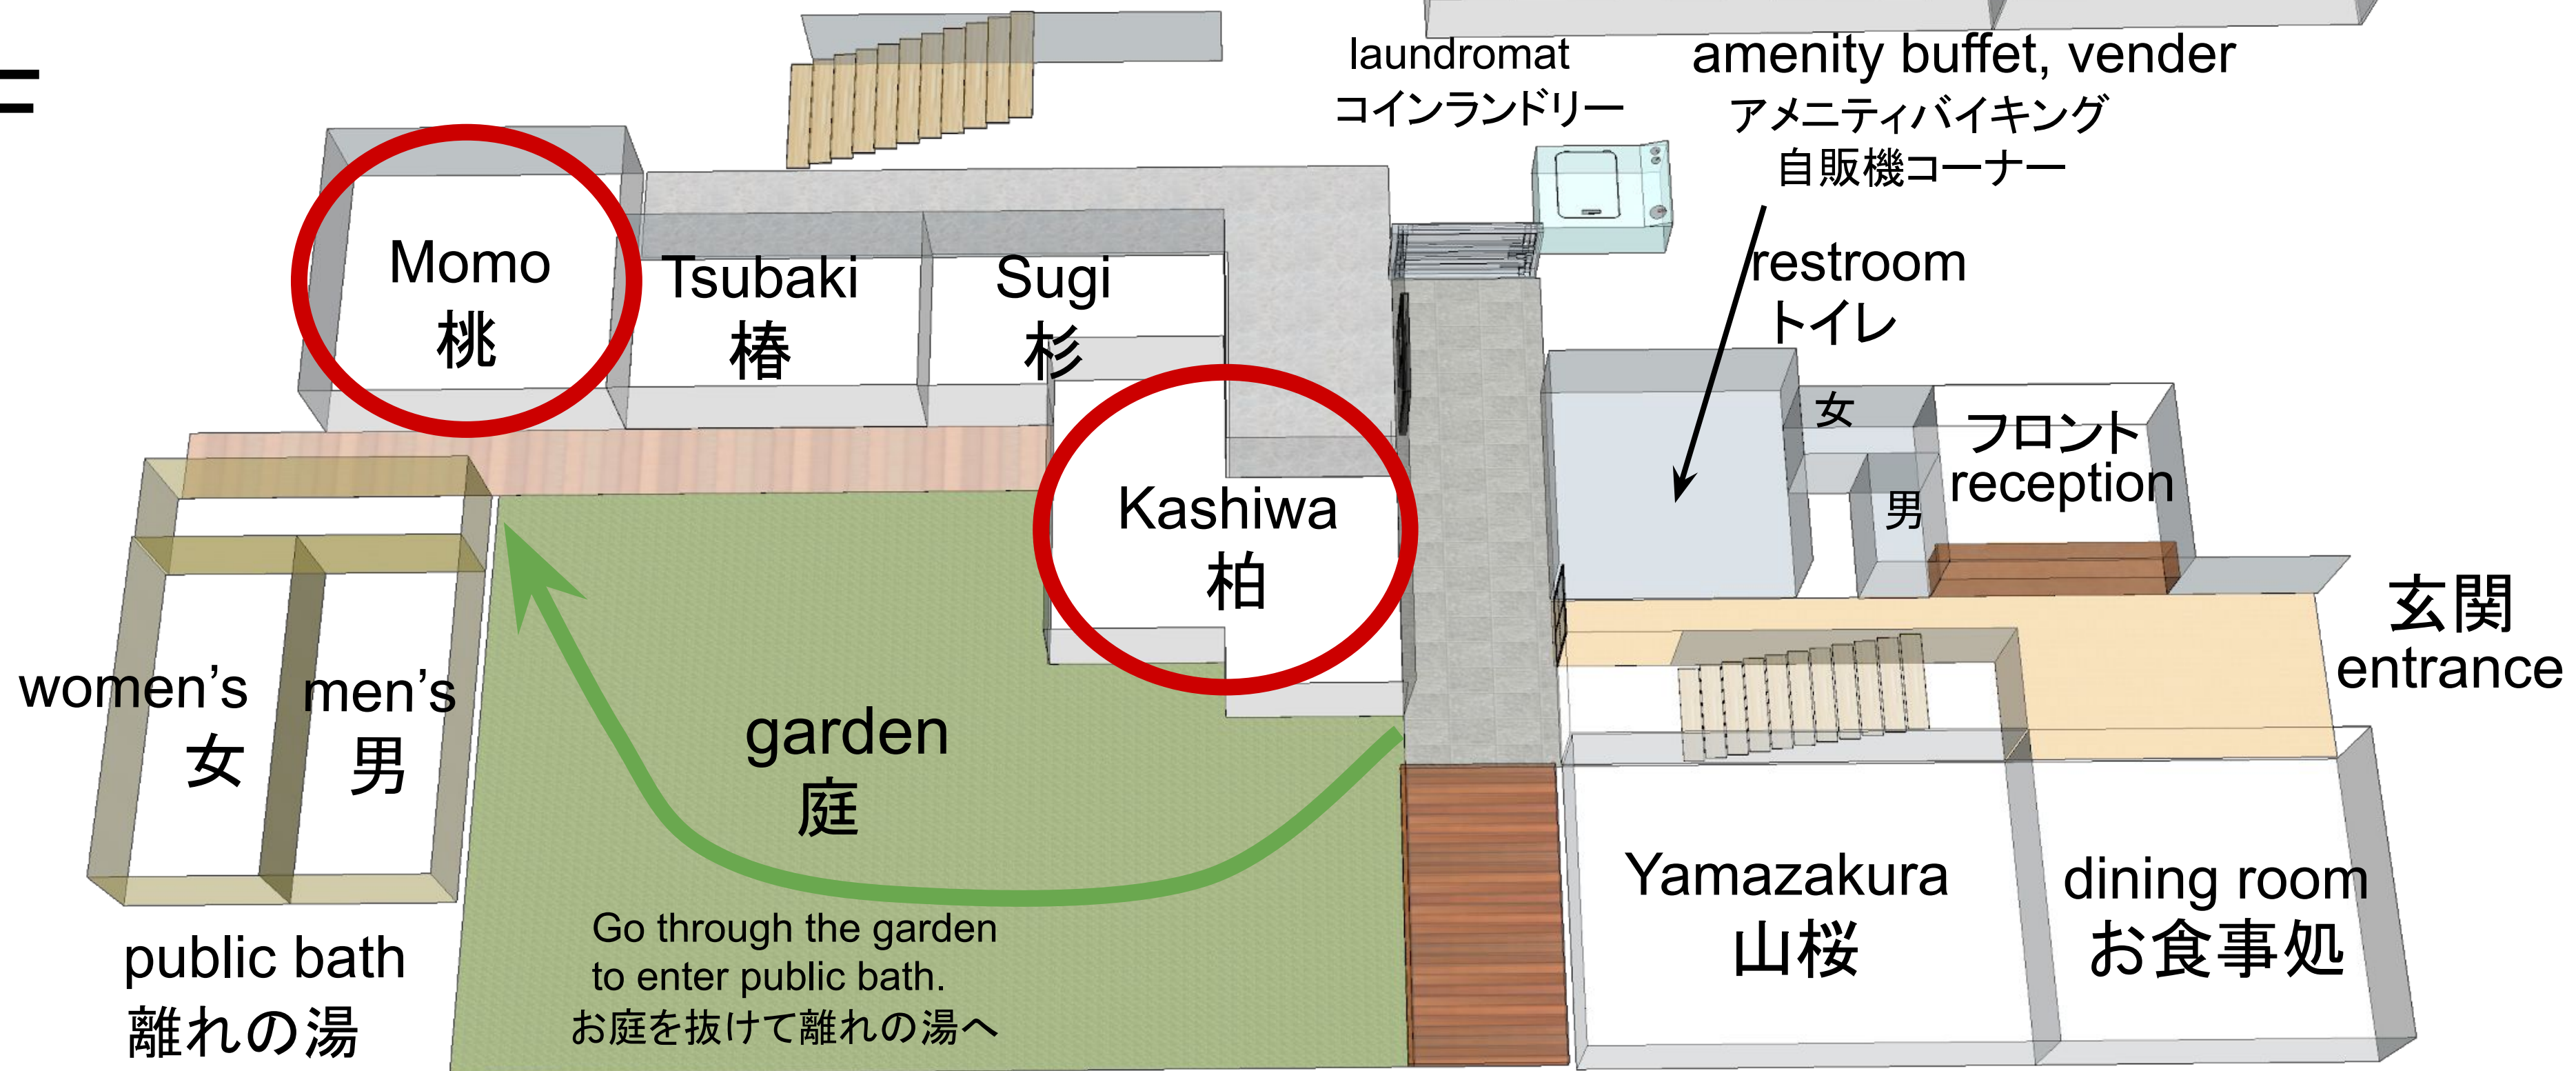 laundromat
コインランドリー
amenity buffet, vender
アメニティバイキング
自販機コーナー
restroom
トイレ
Momo
桃
Tsubaki
椿
Sugi
杉
Kashiwa
柏
女
男
フロント
reception
玄関
entrance
women's
女
men's
男
public bath
離れの湯
garden
庭
Go through the garden
to enter public bath.
お庭を抜けて離れの湯へ
Yamazakura
山桜
dining room
お食事処